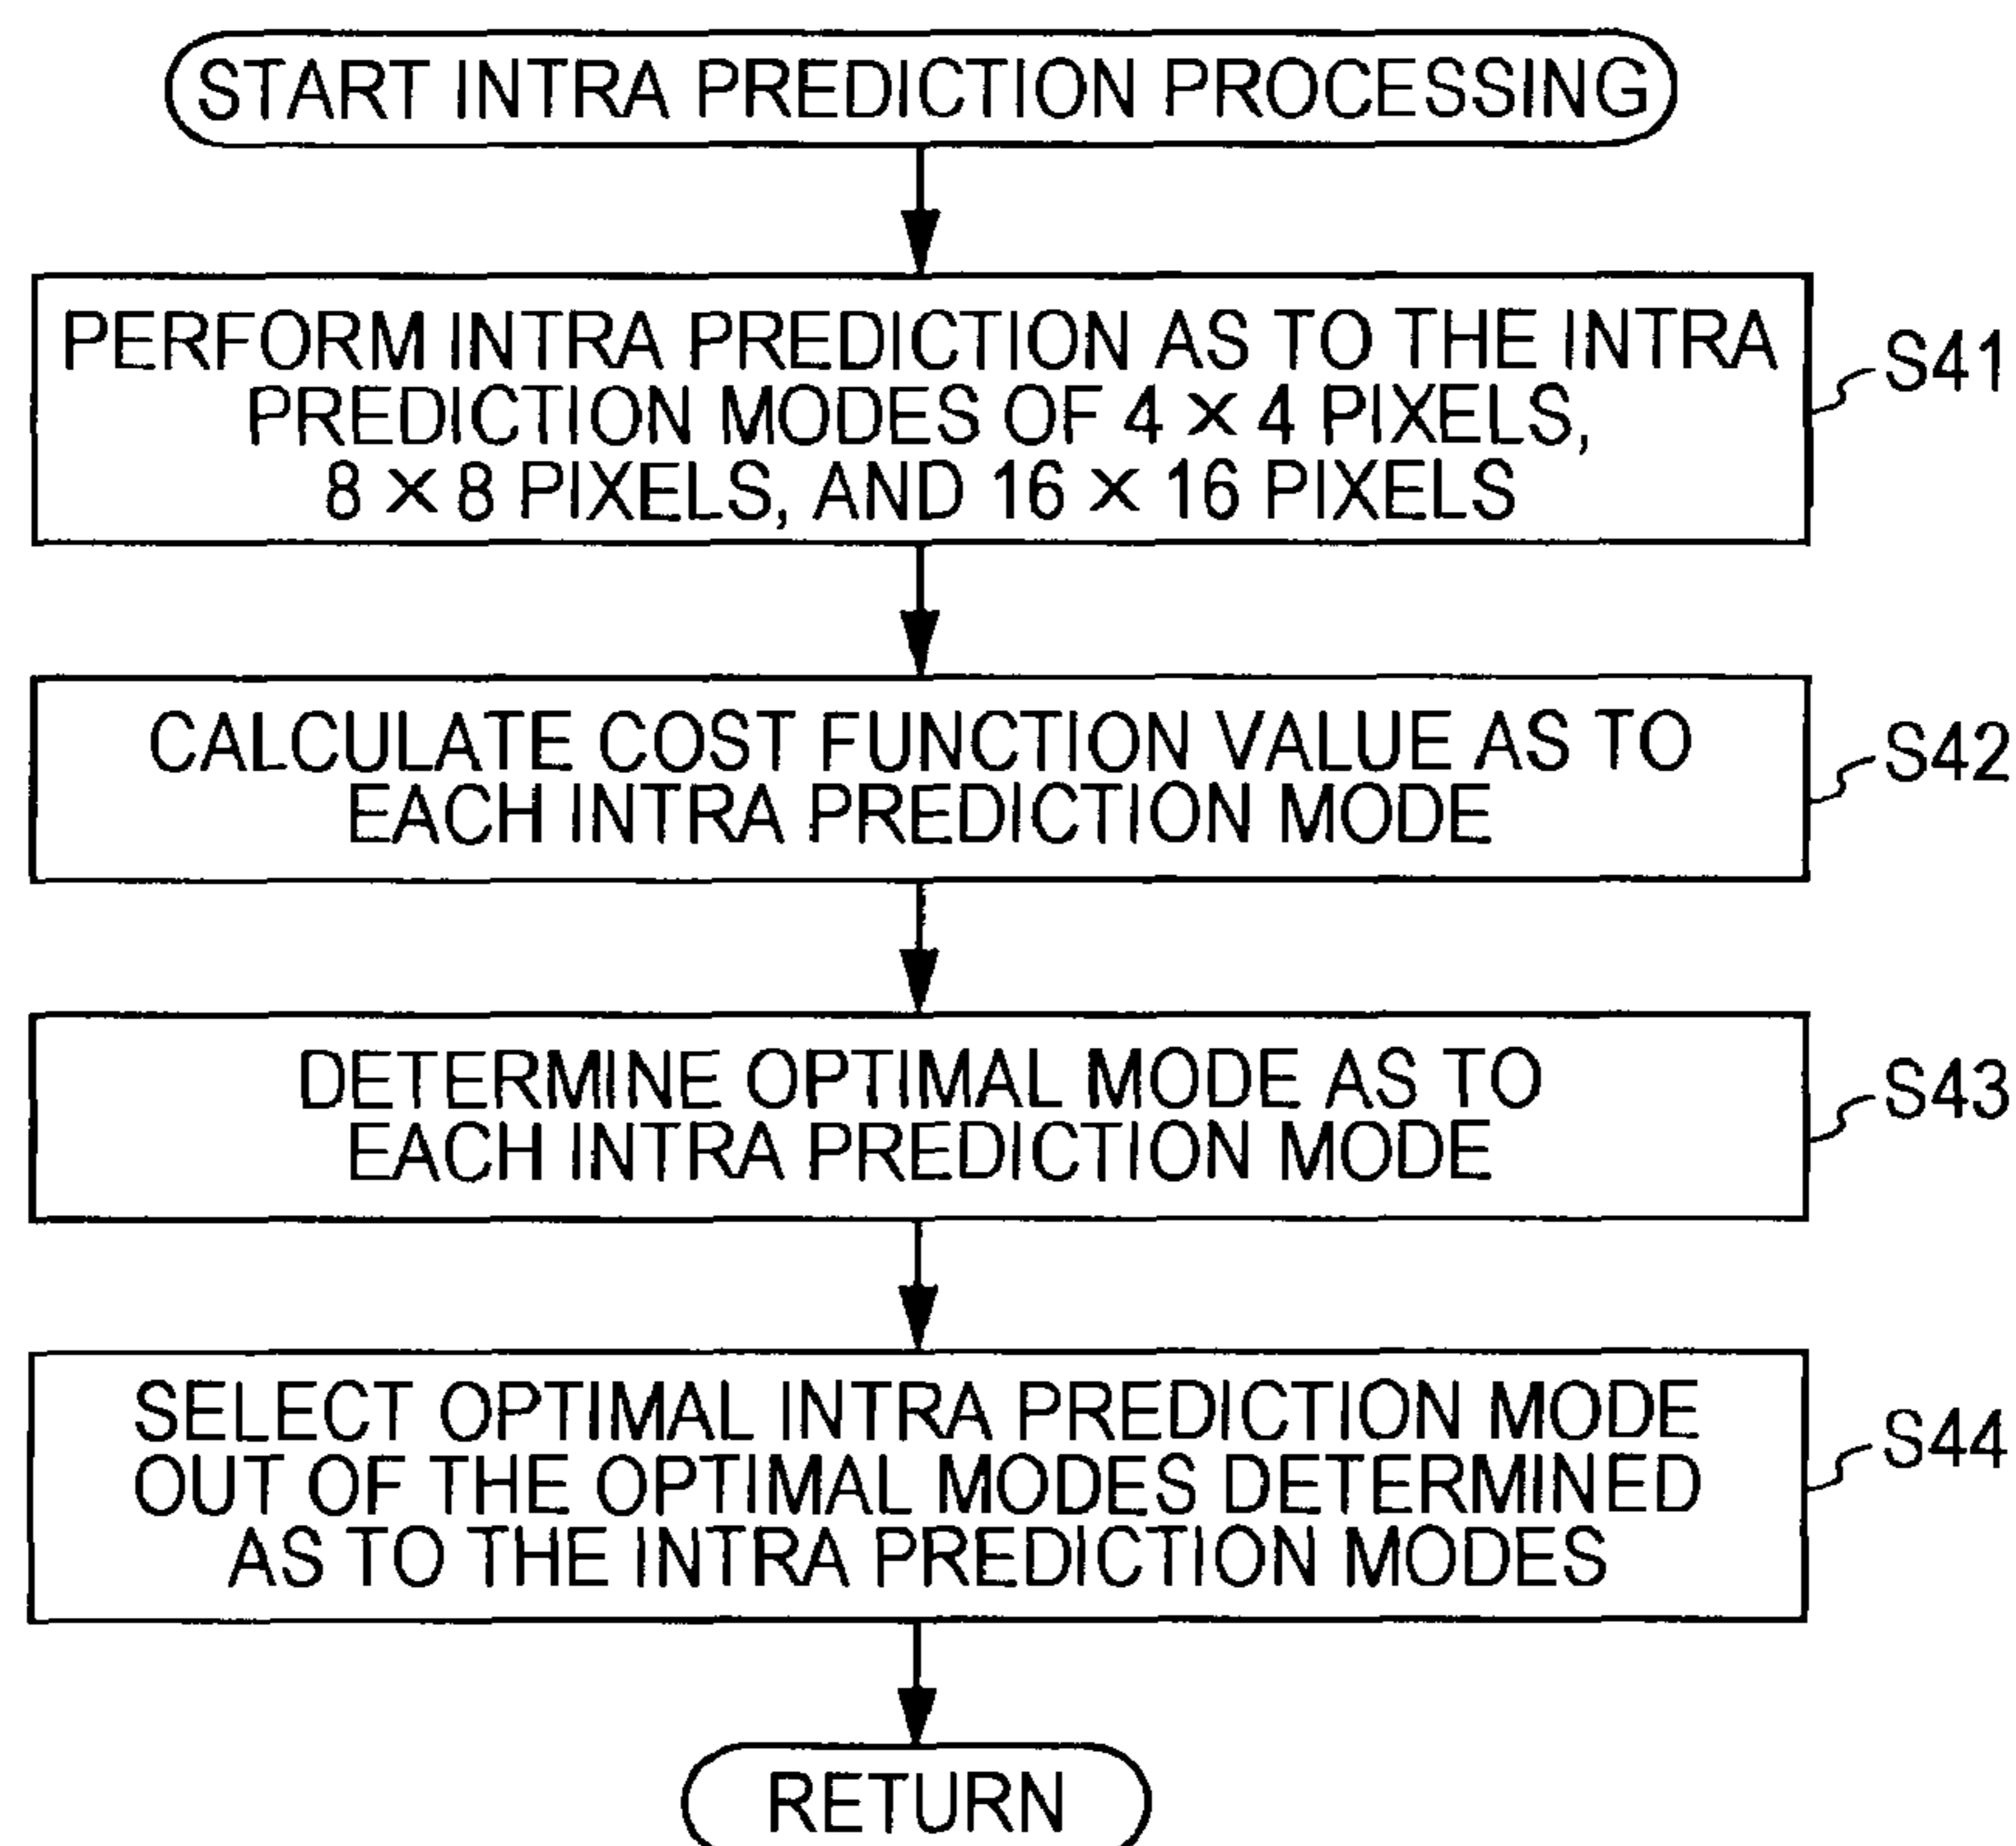 START INTRA PREDICTION PROCESSING
PERFORM INTRA PREDICTION AS TO THE INTRA
PREDICTION MODES OF 4 × 4 PIXELS,
8 × 8 PIXELS, AND 16 × 16 PIXELS
S41
CALCULATE COST FUNCTION VALUE AS TO
EACH INTRA PREDICTION MODE
S42
DETERMINE OPTIMAL MODE AS TO
EACH INTRA PREDICTION MODE
S43
SELECT OPTIMAL INTRA PREDICTION MODE
OUT OF THE OPTIMAL MODES DETERMINED
AS TO THE INTRA PREDICTION MODES
S44
RETURN